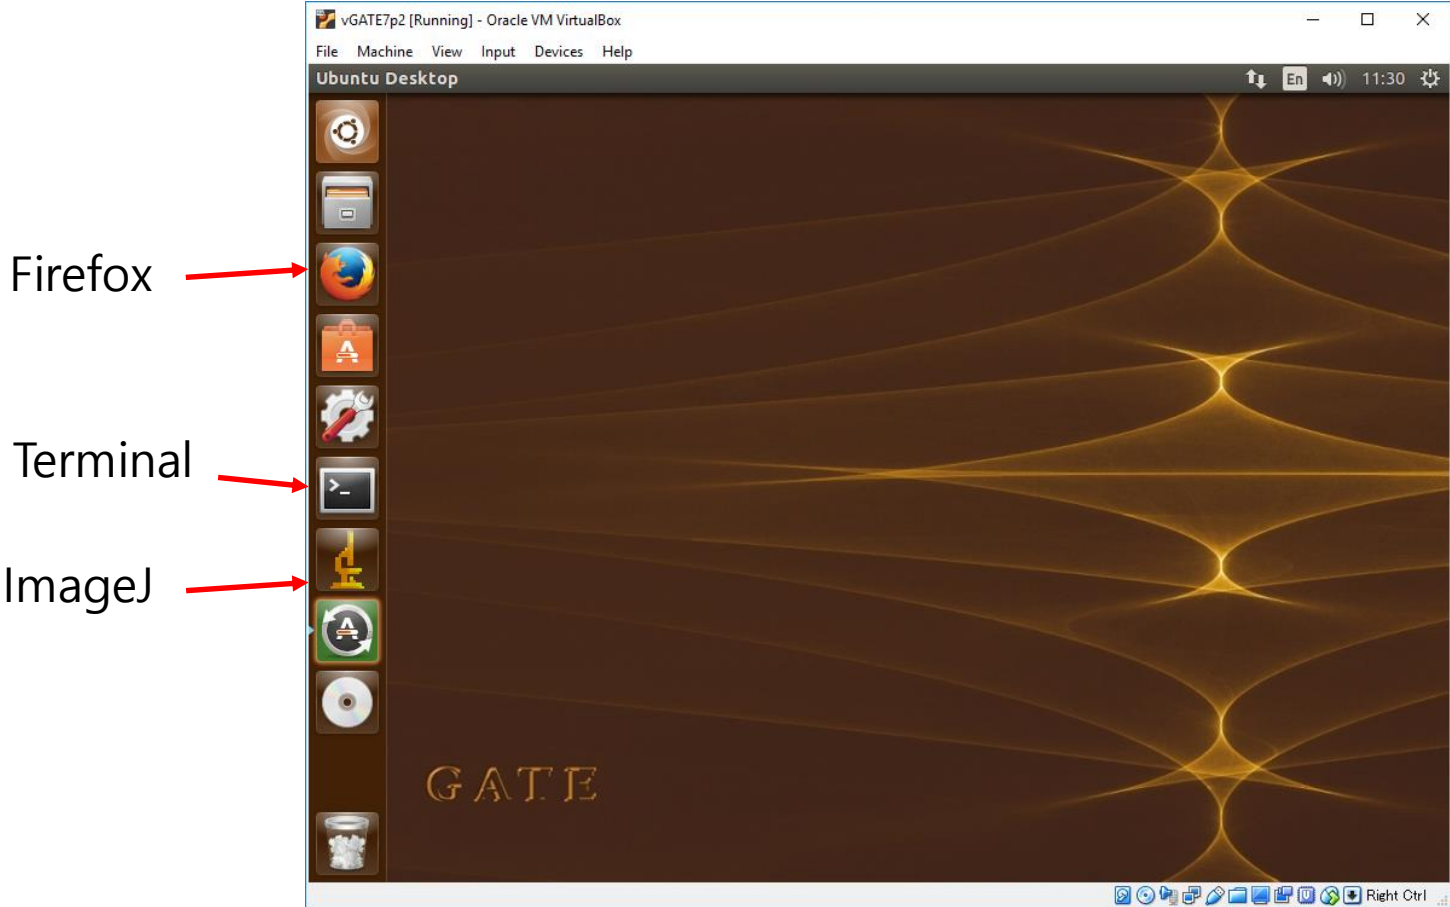 vGATE7p2 [Running] - Oracle VM VirtualBox
File Machine View Input Devices Help
Ubuntu Desktop
En 11:30
Firefox
Terminal
ImageJ
GATE
Right Ctrl